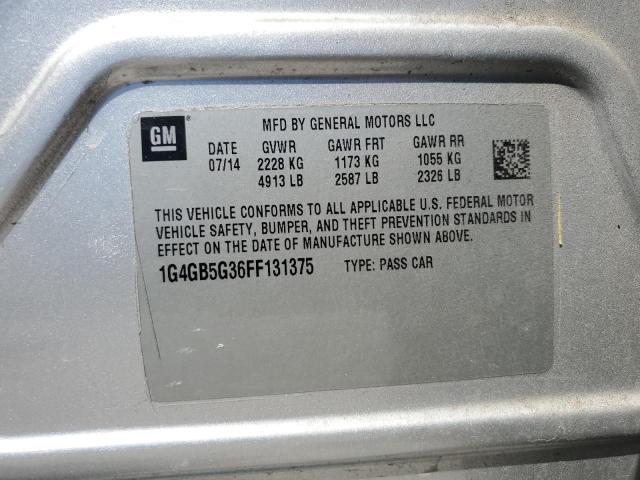 GM
MFD BY GENERAL MOTORS LLC
DATE GVWR GAWR FRT GAWR RR
07/14 2228 KG 1173 KG 1055 KG
4913 LB 2587 LB 2326 LB
THIS VEHICLE CONFORMS TO ALL APPLICABLE U.S. FEDERAL MOTOR
VEHICLE SAFETY, BUMPER, AND THEFT PREVENTION STANDARDS IN
EFFECT ON THE DATE OF MANUFACTURE SHOWN ABOVE.
1G4GB5G36FF131375 TYPE: PASS CAR